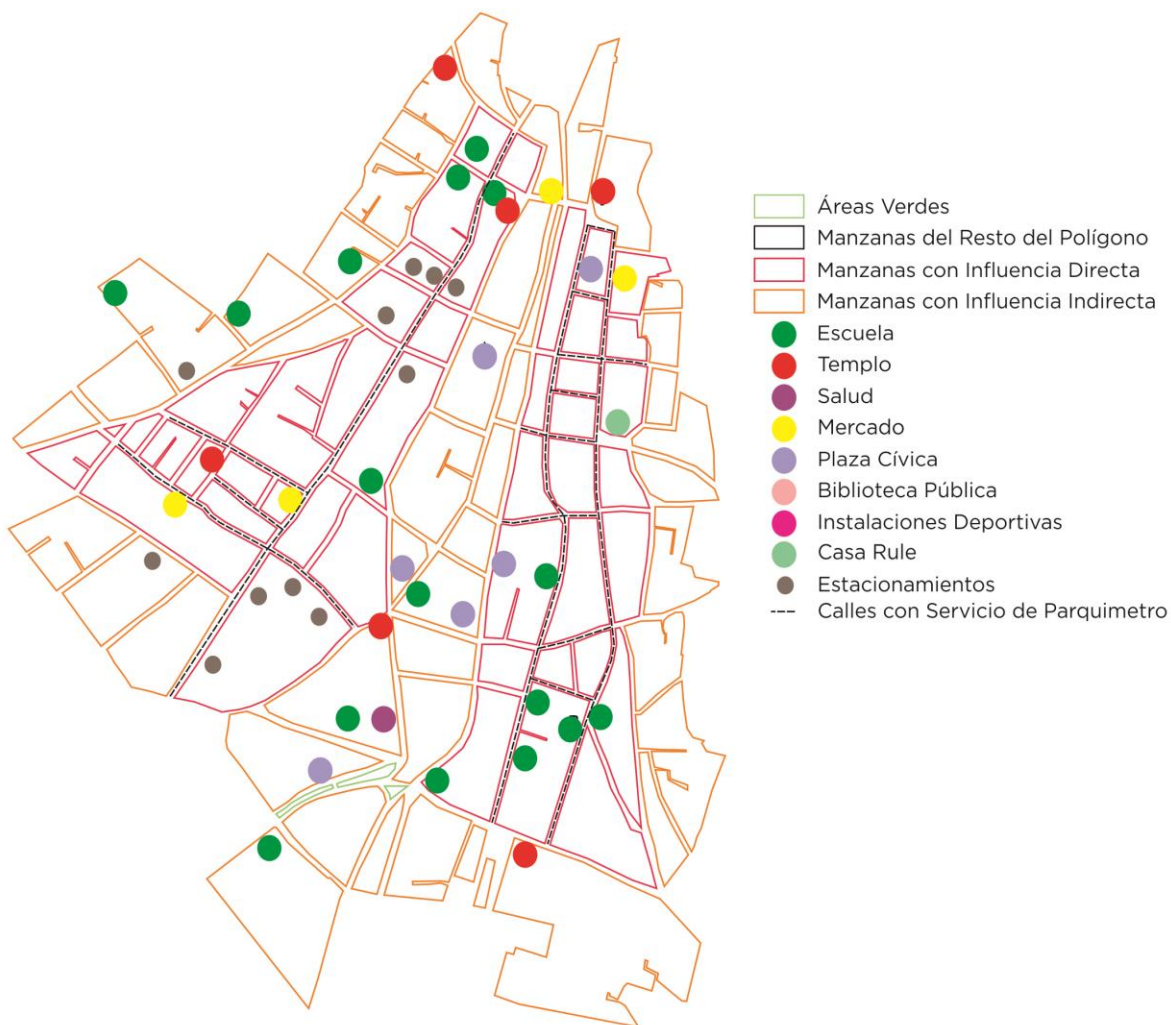 Áreas Verdes
Manzanas del Resto del Polígono
Manzanas con Influencia Directa
Manzanas con Influencia Indirecta
Escuela
Templo
Salud
Mercado
Plaza Cívica
Biblioteca Pública
Instalaciones Deportivas
Casa Rule
Estacionamientos
Calles con Servicio de Parquimetro